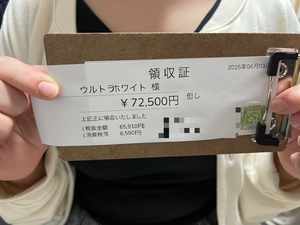 領収証
2025年04月03日
ウルトラホワイト 様
¥72,500円 但し
上記正に領収いたしました
(税抜金額 65,910円)
(消費税等 6,590円)